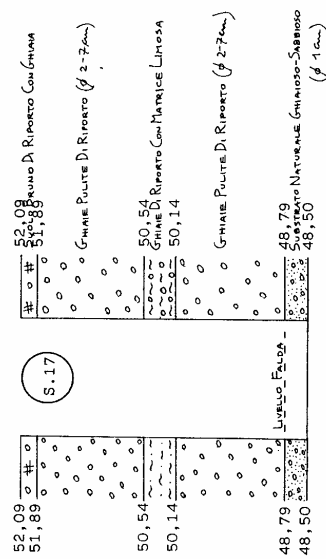 52,09
51,89
50,54
50,14
48,79
48,50
S.17
LIVELLO FALDA
52,09
SUOLO BRUNO DI RIPORTO CON GHIAIA
51,89
GHIAIE PULITE DI RIPORTO (ϕ 2-7cm)
50,54
GHIAIE DI RIPORTO CON MATRICE LIMOSA
50,14
GHIAIE PULITE DI RIPORTO (ϕ 2-7cm)
48,79
SUBSTRATO NATURALE GHIAIOSO-SABBIOSO
48,50
(ϕ 1cm)